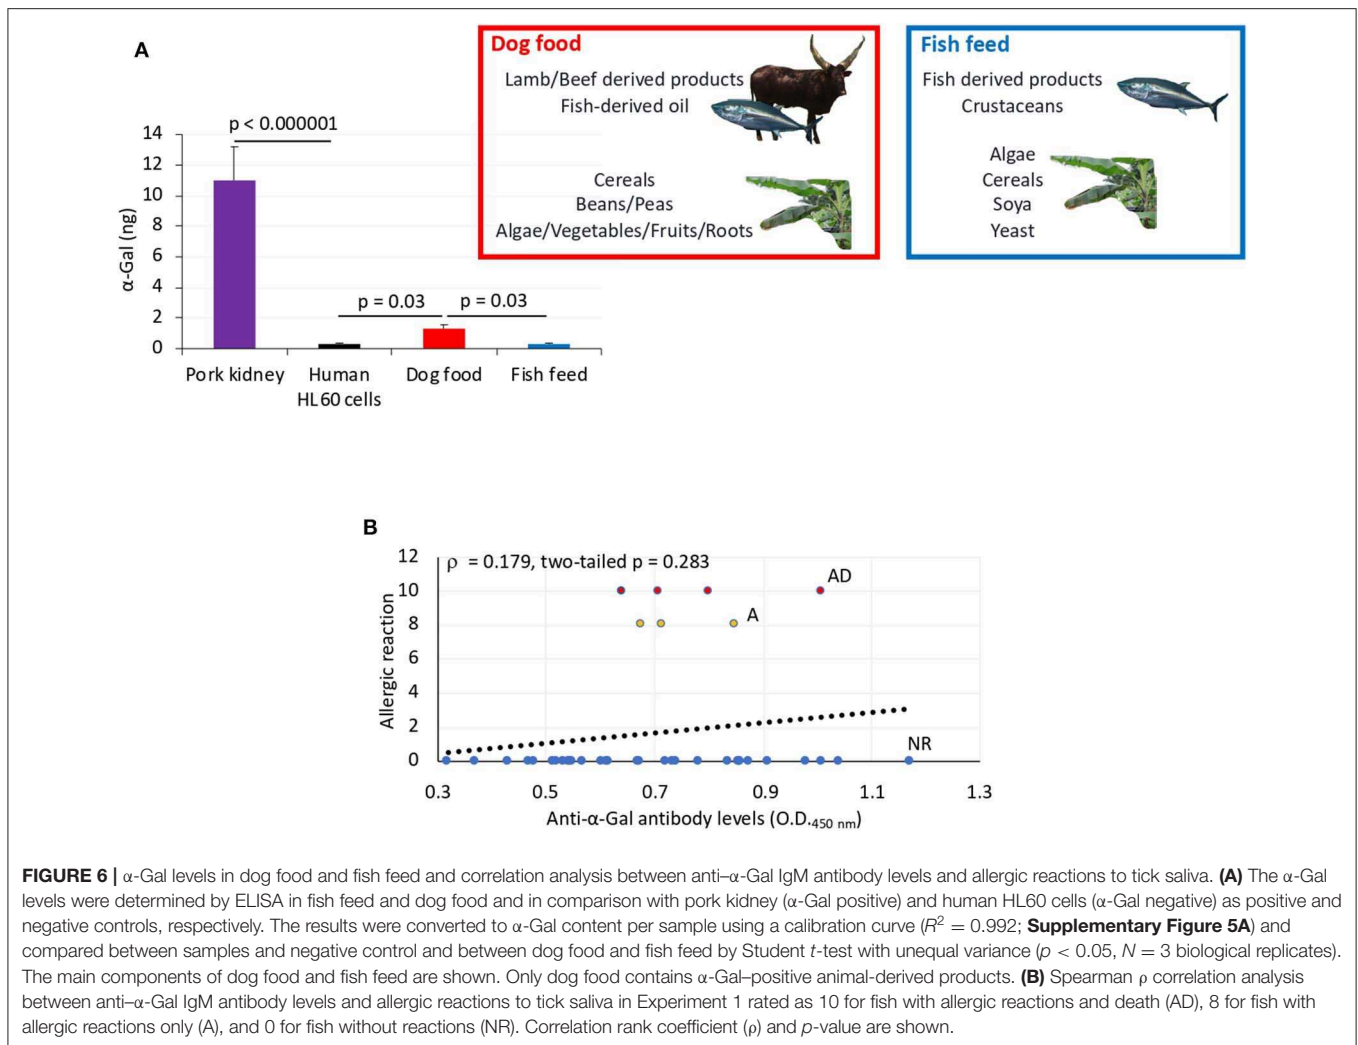 A
Dog food
Lamb/Beef derived products
Fish-derived oil
Cereals
Beans/Peas
Algae/Vegetables/Fruits/Roots
Fish feed
Fish derived products
Crustaceans
Algae
Cereals
Soya
Yeast
p < 0.000001
14
12
10
8
6
4
2
0
α-Gal (ng)
p = 0.03
p = 0.03
Pork kidney
Human
HL60 cells
Dog food
Fish feed
B
ρ = 0.179, two-tailed p = 0.283
12
10
8
6
4
2
0
Allergic reaction
AD
A
NR
0.3
0.5
0.7
0.9
1.1
1.3
Anti-α-Gal antibody levels (O.D.450 nm)
FIGURE 6 | α-Gal levels in dog food and fish feed and correlation analysis between anti–α-Gal IgM antibody levels and allergic reactions to tick saliva. (A) The α-Gal
levels were determined by ELISA in fish feed and dog food and in comparison with pork kidney (α-Gal positive) and human HL60 cells (α-Gal negative) as positive and
negative controls, respectively. The results were converted to α-Gal content per sample using a calibration curve (R² = 0.992; Supplementary Figure 5A) and
compared between samples and negative control and between dog food and fish feed by Student t-test with unequal variance (p < 0.05, N = 3 biological replicates).
The main components of dog food and fish feed are shown. Only dog food contains α-Gal–positive animal-derived products. (B) Spearman ρ correlation analysis
between anti–α-Gal IgM antibody levels and allergic reactions to tick saliva in Experiment 1 rated as 10 for fish with allergic reactions and death (AD), 8 for fish with
allergic reactions only (A), and 0 for fish without reactions (NR). Correlation rank coefficient (ρ) and p-value are shown.